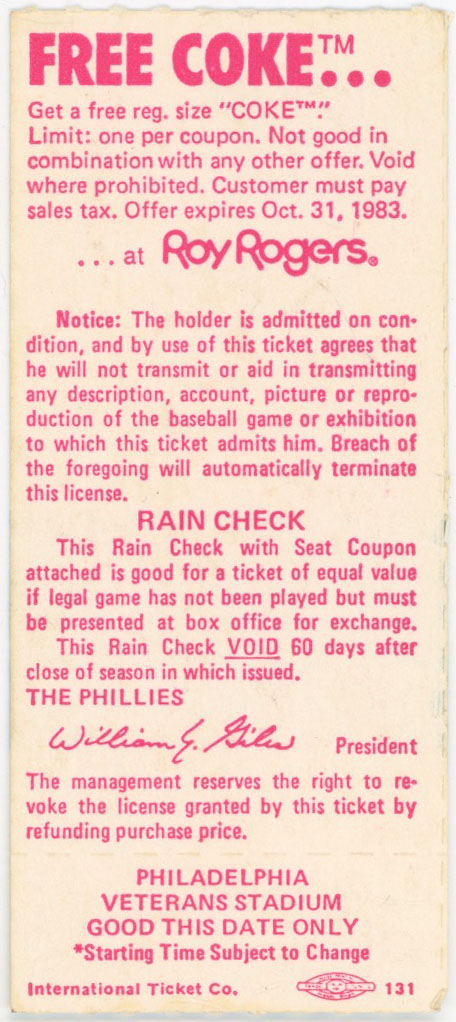 FREE COKE™...
Get a free reg. size "COKE™."
Limit: one per coupon. Not good in
combination with any other offer. Void
where prohibited. Customer must pay
sales tax. Offer expires Oct. 31, 1983.
... at Roy Rogers®
Notice: The holder is admitted on con-
dition, and by use of this ticket agrees that
he will not transmit or aid in transmitting
any description, account, picture or repro-
duction of the baseball game or exhibition
to which this ticket admits him. Breach of
the foregoing will automatically terminate
this license.
RAIN CHECK
This Rain Check with Seat Coupon
attached is good for a ticket of equal value
if legal game has not been played but must
be presented at box office for exchange.
This Rain Check VOID 60 days after
close of season in which issued.
THE PHILLIES
William Y. Giles President
The management reserves the right to re-
voke the license granted by this ticket by
refunding purchase price.
PHILADELPHIA
VETERANS STADIUM
GOOD THIS DATE ONLY
*Starting Time Subject to Change
International Ticket Co. 131